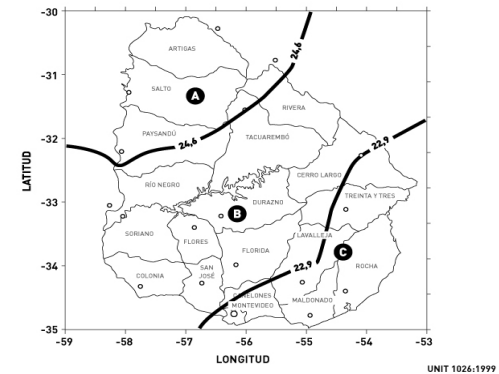 -30
24,6
ARTIGAS
-31
SALTO
A
RIVERA
22,9
PAYSANDÚ
24,6
TACUAREMBÓ
-32
LATITUD
CERRO LARGO
RÍO NEGRO
TREINTA Y TRES
DURAZNO
-33
B
SORIANO
LAVALLEJA
FLORES
FLORIDA
C
22,9
ROCHA
COLONIA
SAN
JOSÉ
-34
CANELONES
MALDONADO
MONTEVIDEO
-35
-59 -58 -57 -56 -55 -54 -53
LONGITUD
UNIT 1026:1999